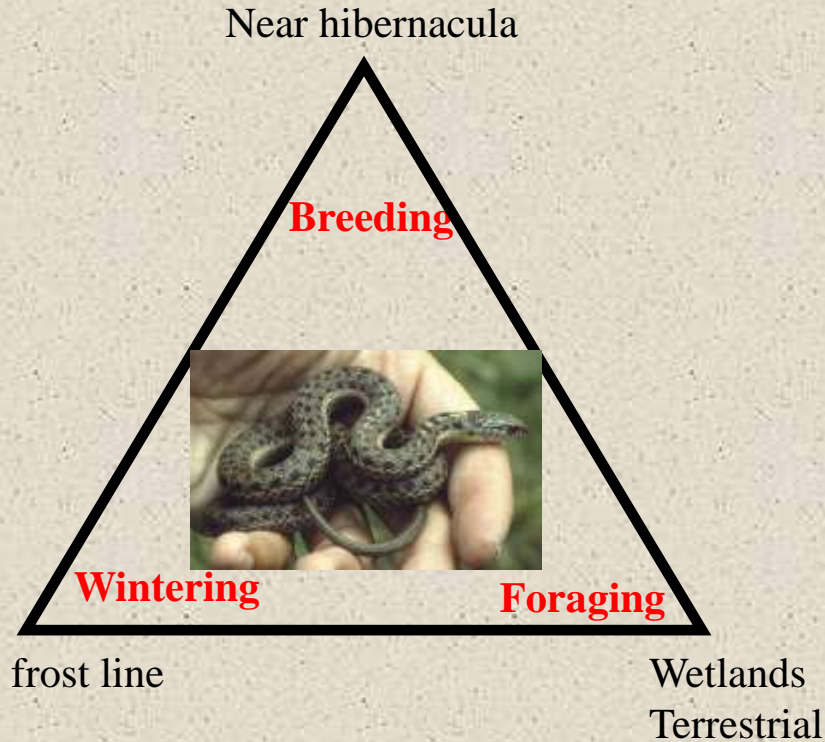 Near hibernacula
Breeding
Wintering
Foraging
frost line
Wetlands
Terrestrial